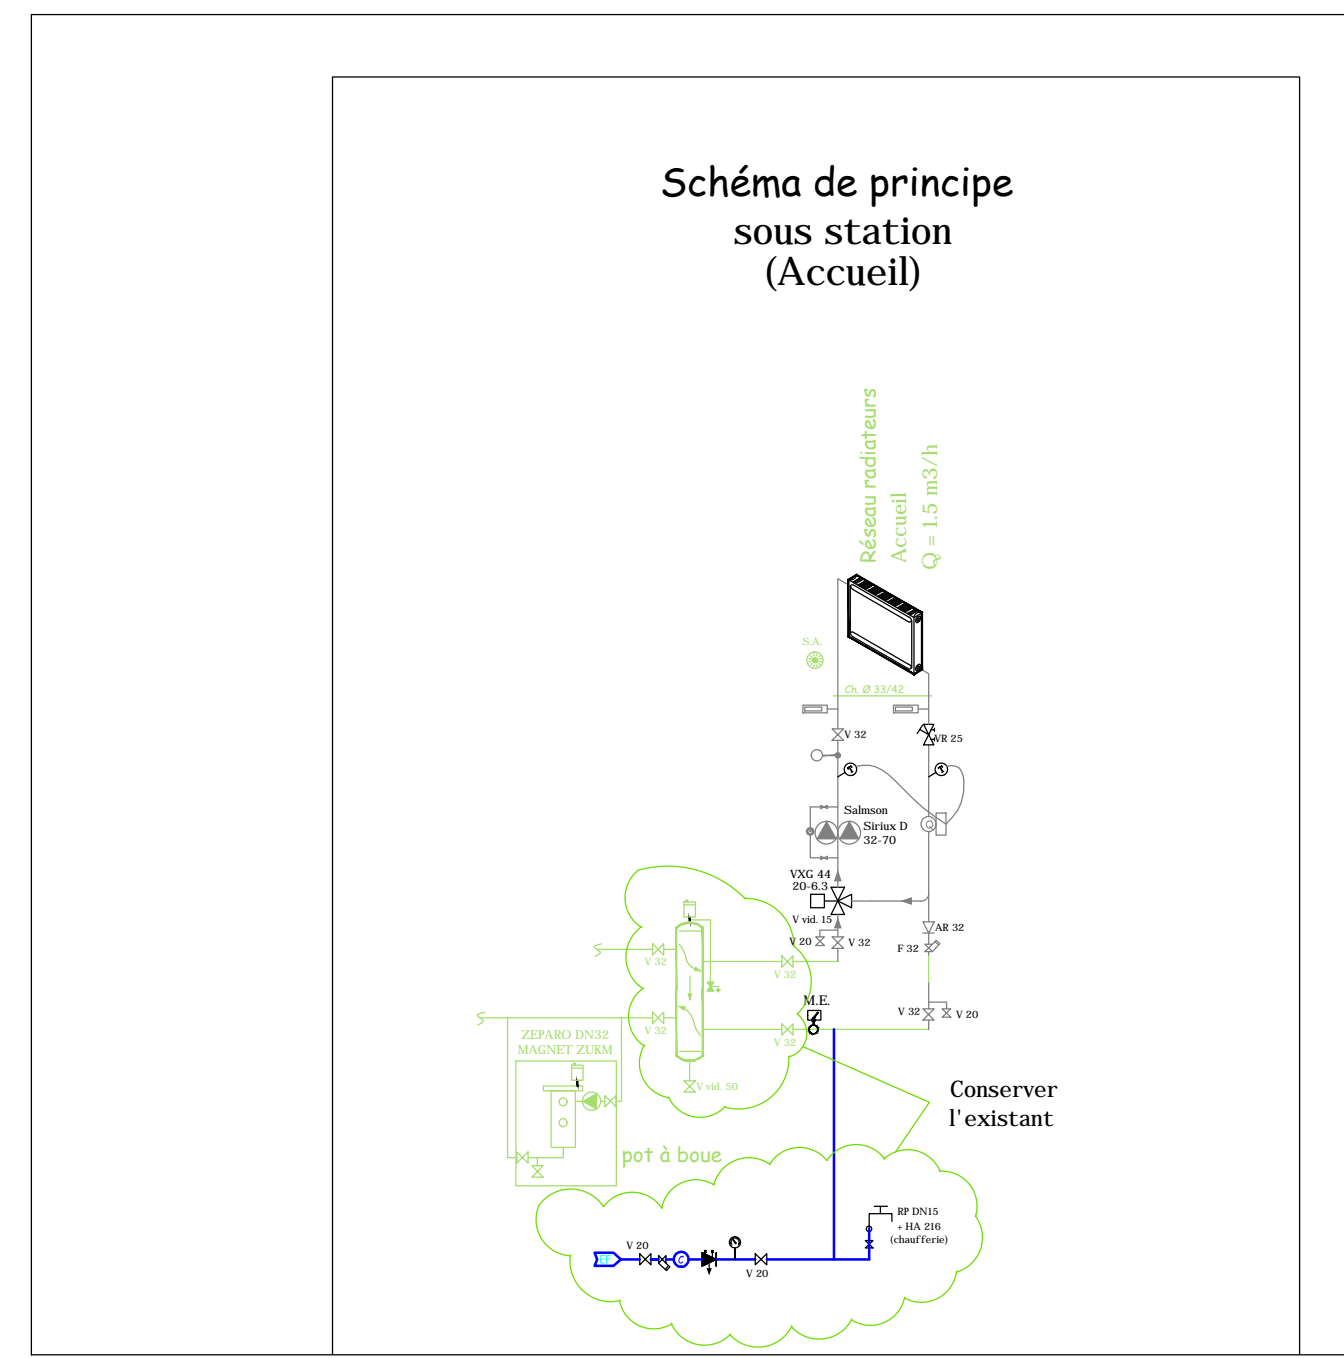 Schéma de principe
sous station
(Accueil)
Réseau radiateurs
Accueil
Q = 1.5 m3/h
S.A.
Ch. Ø 33/42
V 32
VR 25
Salmson
Siriux D
32-70
Q
VXG 44
20-6.3
V vid. 15
V 20
V 32
AR 32
F 32
V 32
V 32
M.E.
V 32
V 20
V 32
V 32
ZEPARO DN32
MAGNET ZUKM
V vid. 50
Conserver
l'existant
pot à boue
RP DN15
+ HA 216
(chaufferie)
V 20
EF
C
V 20